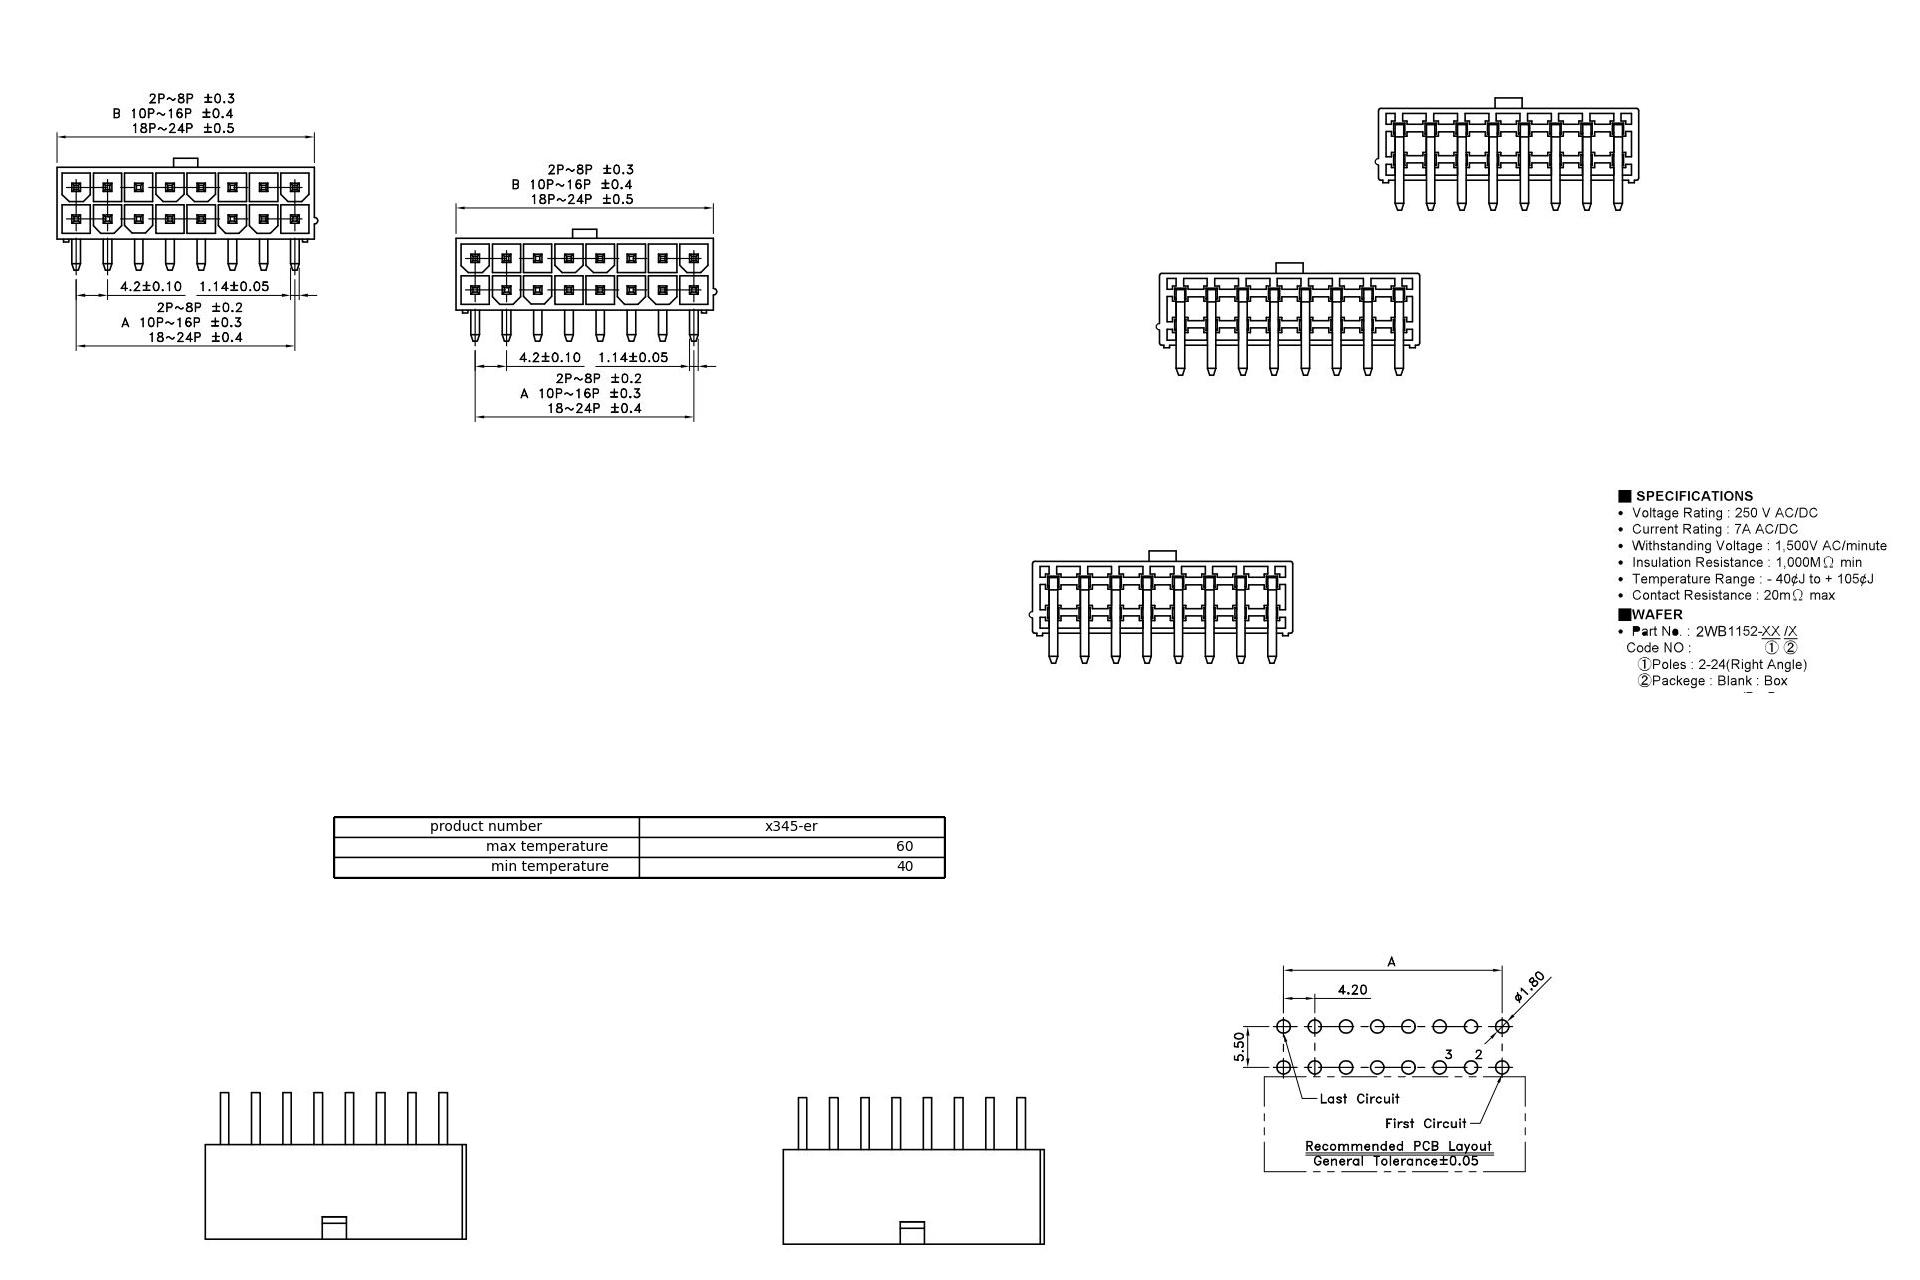 2P~8P ±0.3
B 10P~16P ±0.4
18P~24P ±0.5
4.2±0.10 1.14±0.05
2P~8P ±0.2
A 10P~16P ±0.3
18~24P ±0.4
2P~8P ±0.3
B 10P~16P ±0.4
18P~24P ±0.5
4.2±0.10 1.14±0.05
2P~8P ±0.2
A 10P~16P ±0.3
18~24P ±0.4
■ SPECIFICATIONS
• Voltage Rating : 250 V AC/DC
• Current Rating : 7A AC/DC
• Withstanding Voltage : 1,500V AC/minute
• Insulation Resistance : 1,000MΩ min
• Temperature Range : - 40¢J to + 105¢J
• Contact Resistance : 20mΩ max
■WAFER
• Part No. : 2WB1152-XX /X
Code NO : ① ②
①Poles : 2-24(Right Angle)
②Packege : Blank : Box
product number x345-er
max temperature 60
min temperature 40
A
4.20
ø1.80
5.50
3 2
Last Circuit
First Circuit
Recommended PCB Layout
General Tolerance±0.05